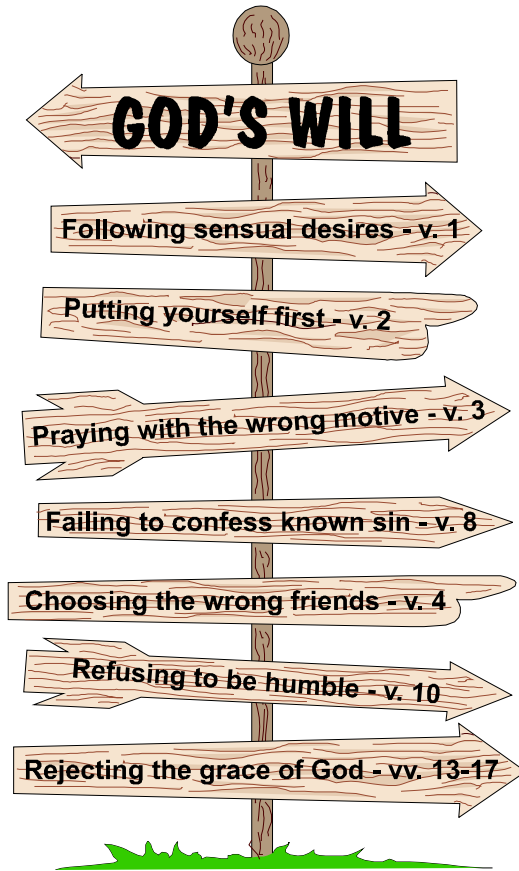 GOD'S WILL
Following sensual desires - v. 1
Putting yourself first - v. 2
Praying with the wrong motive - v. 3
Failing to confess known sin - v. 8
Choosing the wrong friends - v. 4
Refusing to be humble - v. 10
Rejecting the grace of God - vv. 13-17